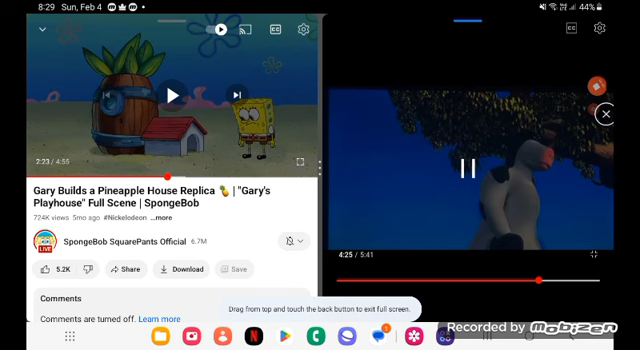 8:29 Sun, Feb 4
44%
CC
CC
2:23 / 4:55
Gary Builds a Pineapple House Replica 🍍 | "Gary's
Playhouse" Full Scene | SpongeBob
724K views 5mo ago #Nickelodeon ...more
LIVE
SpongeBob SquarePants Official 6.7M
5.2K
Share
Download
Save
Comments
Comments are turned off. Learn more
4:25 / 5:41
Drag from top and touch the back button to exit full screen.
N
1
Recorded by Mobizen